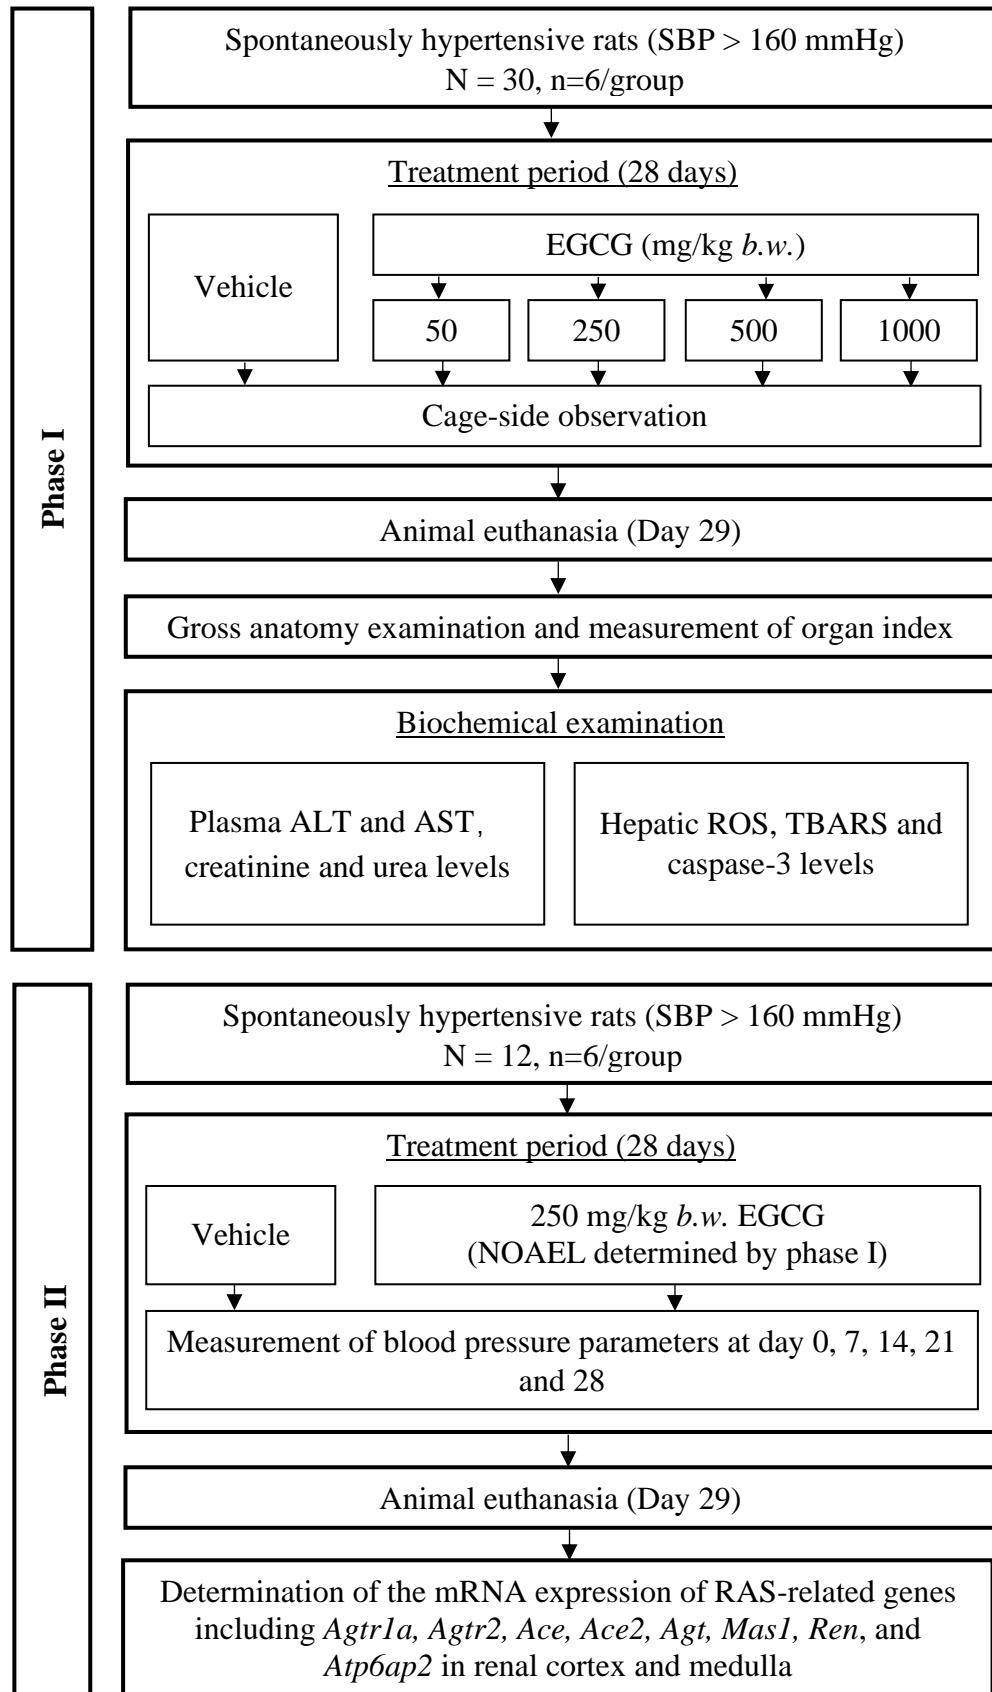 Phase I
Spontaneously hypertensive rats (SBP > 160 mmHg)
N = 30, n=6/group
Treatment period (28 days)
Vehicle
EGCG (mg/kg b.w.)
50
250
500
1000
Cage-side observation
Animal euthanasia (Day 29)
Gross anatomy examination and measurement of organ index
Biochemical examination
Plasma ALT and AST,
creatinine and urea levels
Hepatic ROS, TBARS and
caspase-3 levels
Phase II
Spontaneously hypertensive rats (SBP > 160 mmHg)
N = 12, n=6/group
Treatment period (28 days)
Vehicle
250 mg/kg b.w. EGCG
(NOAEL determined by phase I)
Measurement of blood pressure parameters at day 0, 7, 14, 21
and 28
Animal euthanasia (Day 29)
Determination of the mRNA expression of RAS-related genes
including Agtr1a, Agtr2, Ace, Ace2, Agt, Mas1, Ren, and
Atp6ap2 in renal cortex and medulla